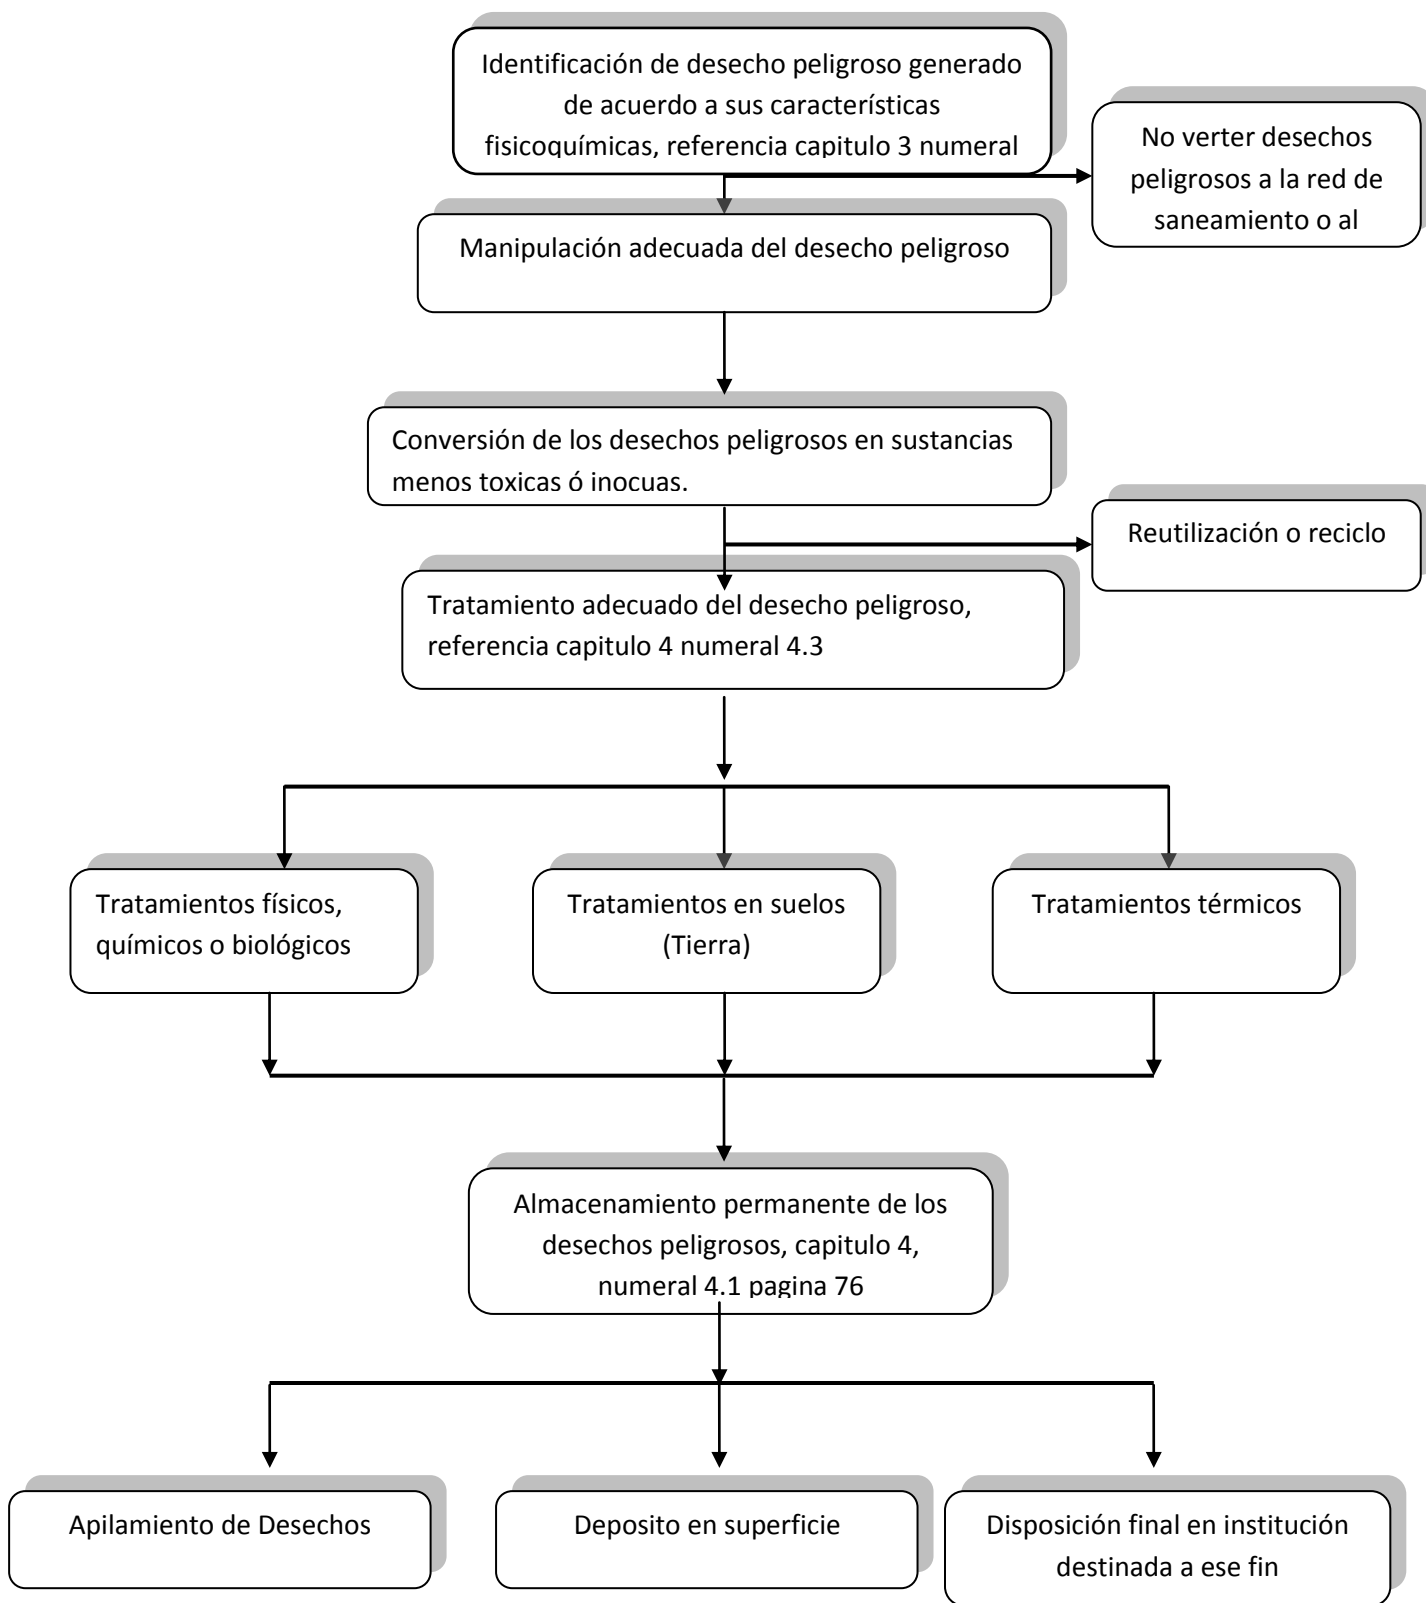 Identificación de desecho peligroso generado
de acuerdo a sus características
fisicoquímicas, referencia capitulo 3 numeral
No verter desechos
peligrosos a la red de
saneamiento o al
Manipulación adecuada del desecho peligroso
Conversión de los desechos peligrosos en sustancias
menos toxicas ó inocuas.
Reutilización o reciclo
Tratamiento adecuado del desecho peligroso,
referencia capitulo 4 numeral 4.3
Tratamientos físicos,
químicos o biológicos
Tratamientos en suelos
(Tierra)
Tratamientos térmicos
Almacenamiento permanente de los
desechos peligrosos, capitulo 4,
numeral 4.1 pagina 76
Apilamiento de Desechos
Deposito en superficie
Disposición final en institución
destinada a ese fin